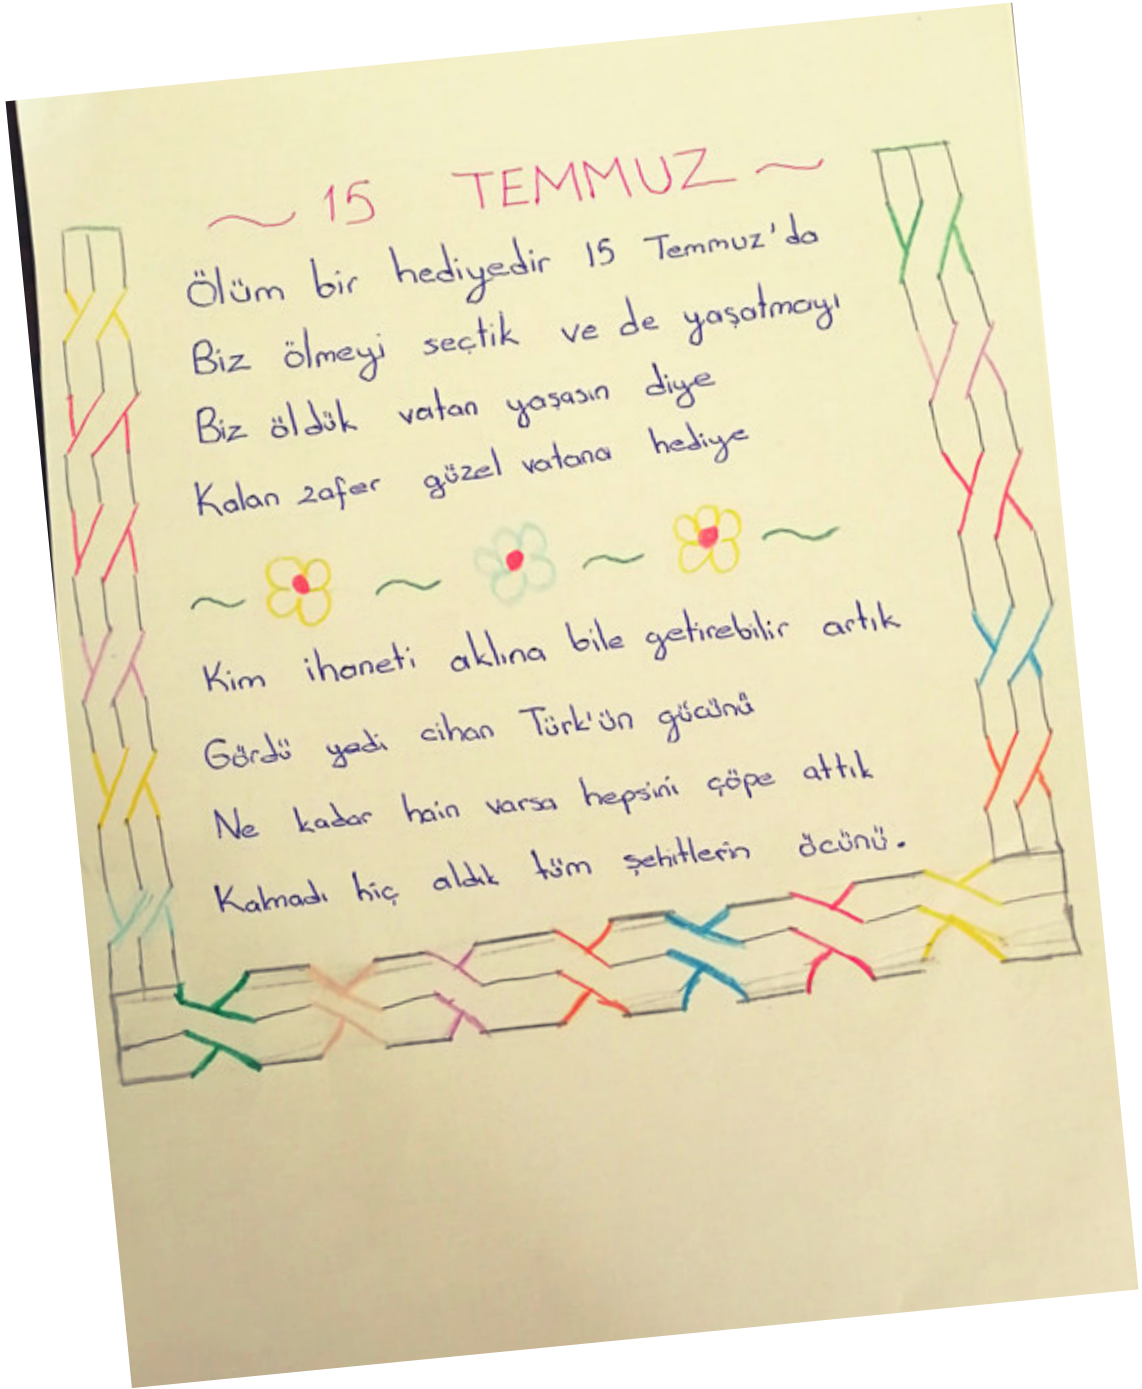 15 TEMMUZ
Ölüm bir hediyedir 15 Temmuz'da
Biz ölmeyi seçtik ve de yaşatmayı
Biz öldük vatan yaşasın diye
Kalan zafer güzel vatana hediye
Kim ihaneti aklına bile getirebilir artık
Gördü yedi cihan Türk'ün gücünü
Ne kadar hain varsa hepsini çöpe attık
Kalmadı hiç aldık tüm şehitlerin öcünü.